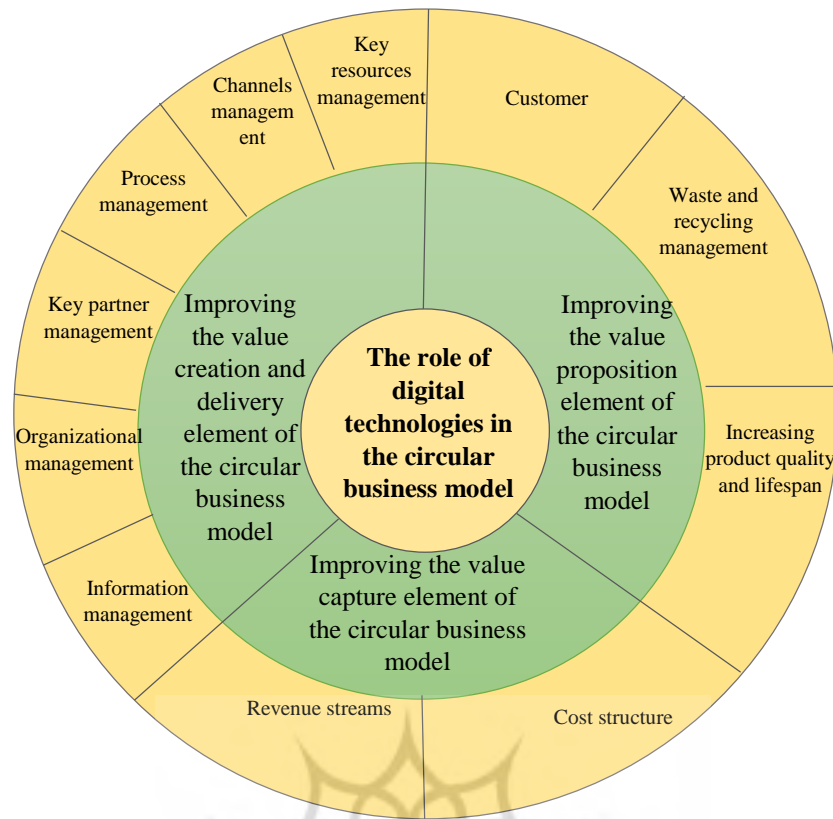 Key
resources
management
Customer
Channels
managem
ent
Process
management
Waste and
recycling
management
Key partner
management
Improving
the value
creation and
delivery
element of
the circular
business
model
The role of
digital
technologies in
the circular
business model
Improving
the value
proposition
element of
the circular
business
model
Organizational
management
Increasing
product quality
and lifespan
Information
management
Improving the value
capture element of
the circular business
model
Revenue streams
Cost structure